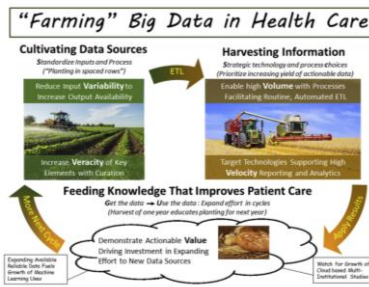 "Farming" Big Data in Health Care
Cultivating Data Sources
Standardize Inputs and Process
("Planting in spaced rows")
Reduce Input Variability to
Increase Output Availability
Increase Veracity of Key
Elements with Curation
ETL
Harvesting Information
Strategic technology and process choices
(Prioritize increasing yield of actionable data)
Enable high Volume with Processes
Facilitating Routine, Automated ETL
Target Technologies Supporting High
Velocity Reporting and Analytics
Feeding Knowledge That Improves Patient Care
Get the data → Use the data : Expand effort in cycles
(Harvest of one year educates planting for next year)
More Next Cycle
Apply Results
Demonstrate Actionable Value
Driving Investment in Expanding
Effort to New Data Sources
Expanding Available
Reliable Data Fuels
Growth of Machine
Learning Uses
Watch for Growth of
Cloud based Multi-
Institutional Studies